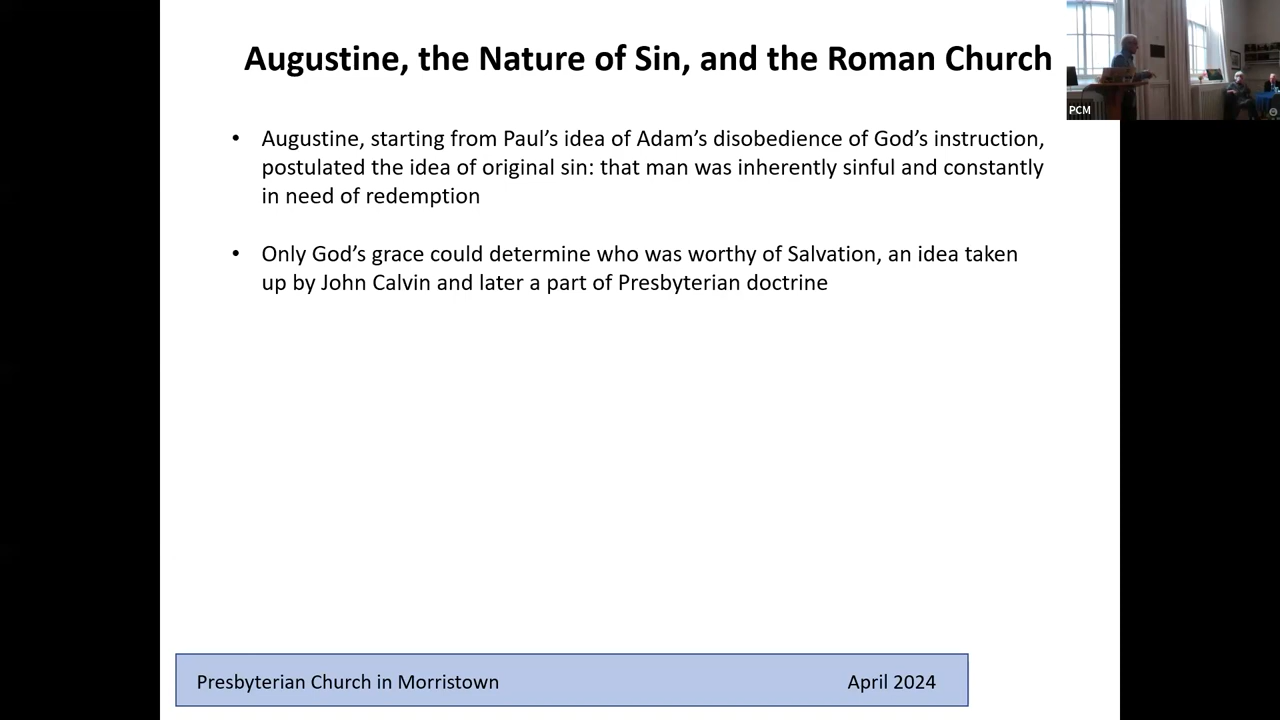 Augustine, the Nature of Sin, and the Roman Church
PCM
• Augustine, starting from Paul’s idea of Adam’s disobedience of God’s instruction,
postulated the idea of original sin: that man was inherently sinful and constantly
in need of redemption
• Only God’s grace could determine who was worthy of Salvation, an idea taken
up by John Calvin and later a part of Presbyterian doctrine
Presbyterian Church in Morristown April 2024